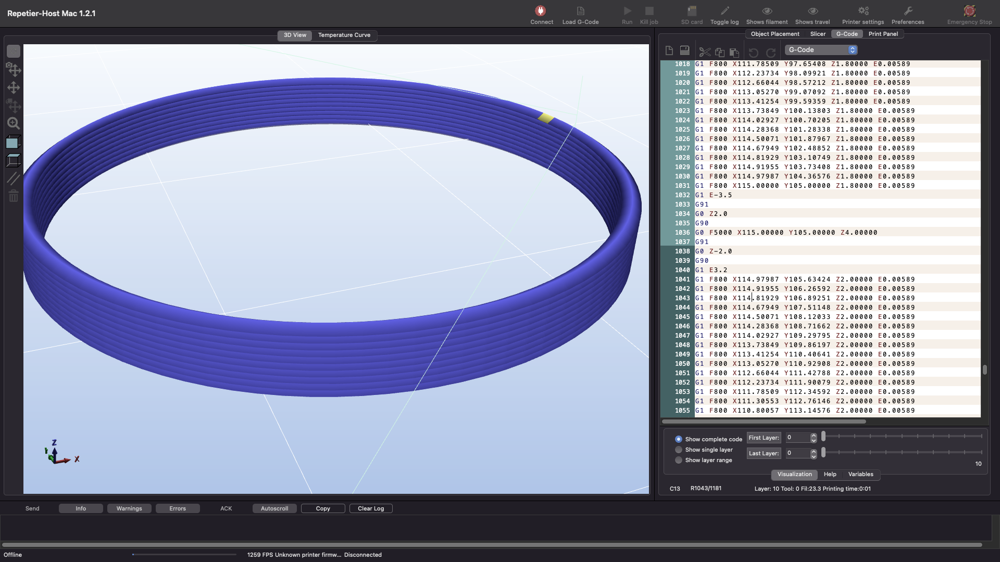 Repetier-Host Mac 1.2.1
Connect
Load G-Code
Run
Kill job
SD card
Toggle log
Shows filament
Shows travel
Printer settings
Preferences
Emergency Stop
3D View
Temperature Curve
Object Placement
Slicer
G-Code
Print Panel
G-Code
1018 G1 F800 X111.78509 Y97.65408 Z1.80000 E0.00589
1019 G1 F800 X112.23734 Y98.09921 Z1.80000 E0.00589
1020 G1 F800 X112.66044 Y98.57212 Z1.80000 E0.00589
1021 G1 F800 X113.05270 Y99.07092 Z1.80000 E0.00589
1022 G1 F800 X113.41254 Y99.59359 Z1.80000 E0.00589
1023 G1 F800 X113.73849 Y100.13803 Z1.80000 E0.00589
1024 G1 F800 X114.02927 Y100.70205 Z1.80000 E0.00589
1025 G1 F800 X114.28368 Y101.28338 Z1.80000 E0.00589
1026 G1 F800 X114.50071 Y101.87967 Z1.80000 E0.00589
1027 G1 F800 X114.67949 Y102.48852 Z1.80000 E0.00589
1028 G1 F800 X114.81929 Y103.10749 Z1.80000 E0.00589
1029 G1 F800 X114.91955 Y103.73408 Z1.80000 E0.00589
1030 G1 F800 X114.97987 Y104.36576 Z1.80000 E0.00589
1031 G1 F800 X115.00000 Y105.00000 Z1.80000 E0.00589
1032 G1 E-3.5
1033 G91
1034 G0 Z2.0
1035 G90
1036 G0 F5000 X115.00000 Y105.00000 Z4.00000
1037 G91
1038 G0 Z-2.0
1039 G90
1040 G1 E3.2
1041 G1 F800 X114.97987 Y105.63424 Z2.00000 E0.00589
1042 G1 F800 X114.91955 Y106.26592 Z2.00000 E0.00589
1043 G1 F800 X114.81929 Y106.89251 Z2.00000 E0.00589
1044 G1 F800 X114.67949 Y107.51148 Z2.00000 E0.00589
1045 G1 F800 X114.50071 Y108.12033 Z2.00000 E0.00589
1046 G1 F800 X114.28368 Y108.71662 Z2.00000 E0.00589
1047 G1 F800 X114.02927 Y109.29795 Z2.00000 E0.00589
1048 G1 F800 X113.73849 Y109.86197 Z2.00000 E0.00589
1049 G1 F800 X113.41254 Y110.40641 Z2.00000 E0.00589
1050 G1 F800 X113.05270 Y110.92908 Z2.00000 E0.00589
1051 G1 F800 X112.66044 Y111.42788 Z2.00000 E0.00589
1052 G1 F800 X112.23734 Y111.90079 Z2.00000 E0.00589
1053 G1 F800 X111.78509 Y112.34592 Z2.00000 E0.00589
1054 G1 F800 X111.30553 Y112.76146 Z2.00000 E0.00589
1055 G1 F800 X110.80057 Y113.14576 Z2.00000 E0.00589
Z
X
Show complete code
Show single layer
Show layer range
First Layer: 0
Last Layer: 0
10
Visualization
Help
Variables
C13
R1043/1181
Layer: 10 Tool: 0 Fil:23.3 Printing time:0:01
Send
Info
Warnings
Errors
ACK
Autoscroll
Copy
Clear Log
Offline
1259 FPS Unknown printer firmw... Disconnected